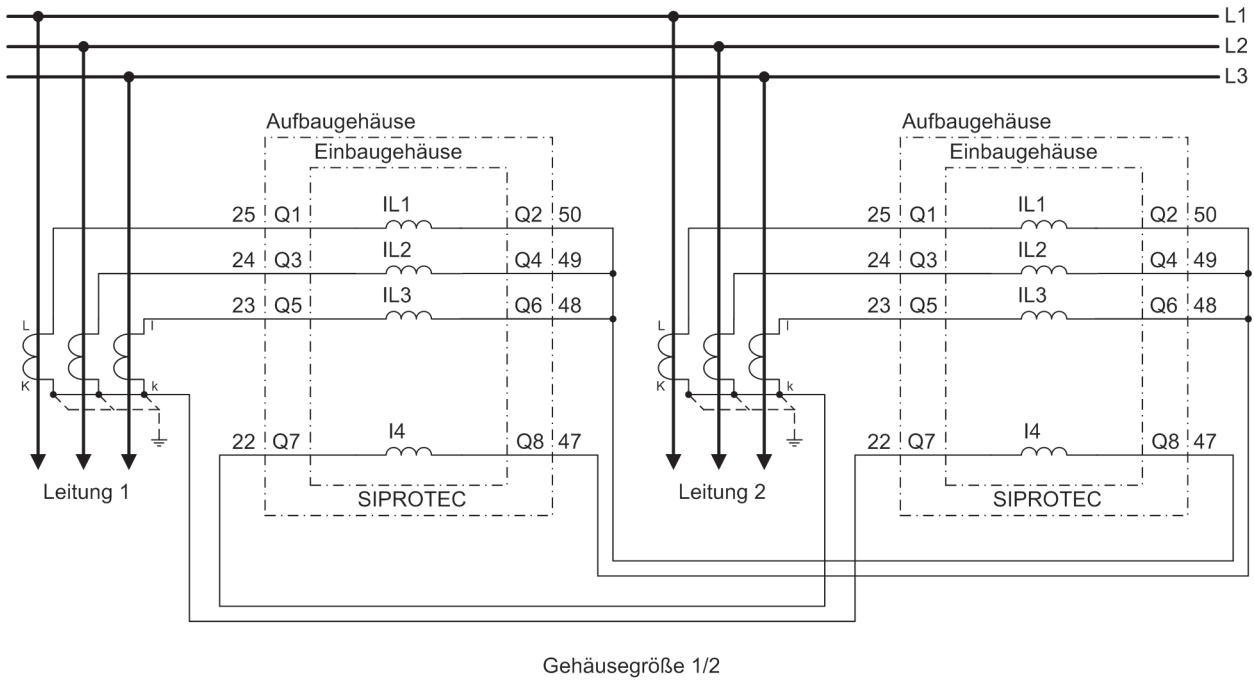 L1
L2
L3
Aufbaugehäuse
Aufbaugehäuse
Einbaugehäuse
Einbaugehäuse
25 Q1 IL1 Q2 50
25 Q1 IL1 Q2 50
24 Q3 IL2 Q4 49
24 Q3 IL2 Q4 49
23 Q5 IL3 Q6 48
23 Q5 IL3 Q6 48
L l
L l
K k
K k
22 Q7 I4 Q8 47
22 Q7 I4 Q8 47
Leitung 1
SIPROTEC
Leitung 2
SIPROTEC
Gehäusegröße 1/2